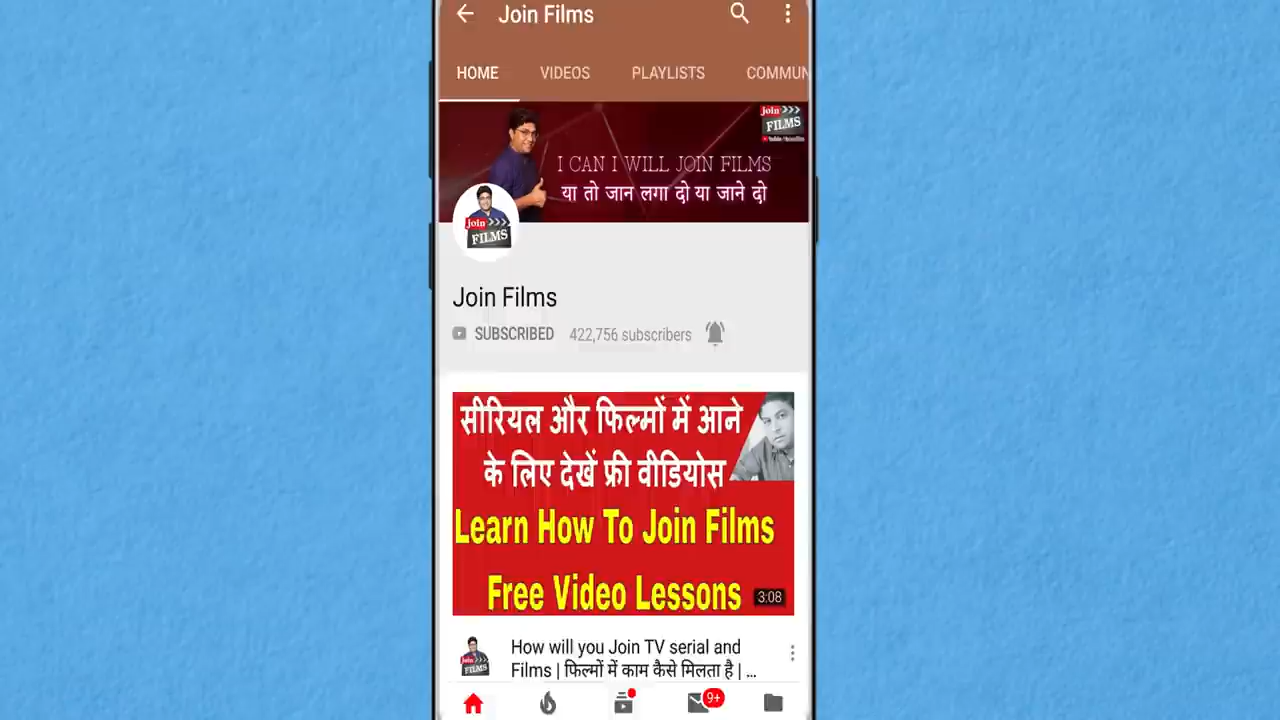 Join Films
HOME VIDEOS PLAYLISTS COMMUN
Join
FILMS
I CAN I WILL JOIN FILMS
या तो जान लगा दो या जाने दो
Join
FILMS
Join Films
SUBSCRIBED 422,756 subscribers
सीरियल और फिल्मों में आने
के लिए देखें फ्री वीडियोस
Learn How To Join Films
Free Video Lessons
3:08
Join
FILMS
How will you Join TV serial and
Films | फिल्मों में काम कैसे मिलता है | ...
9+